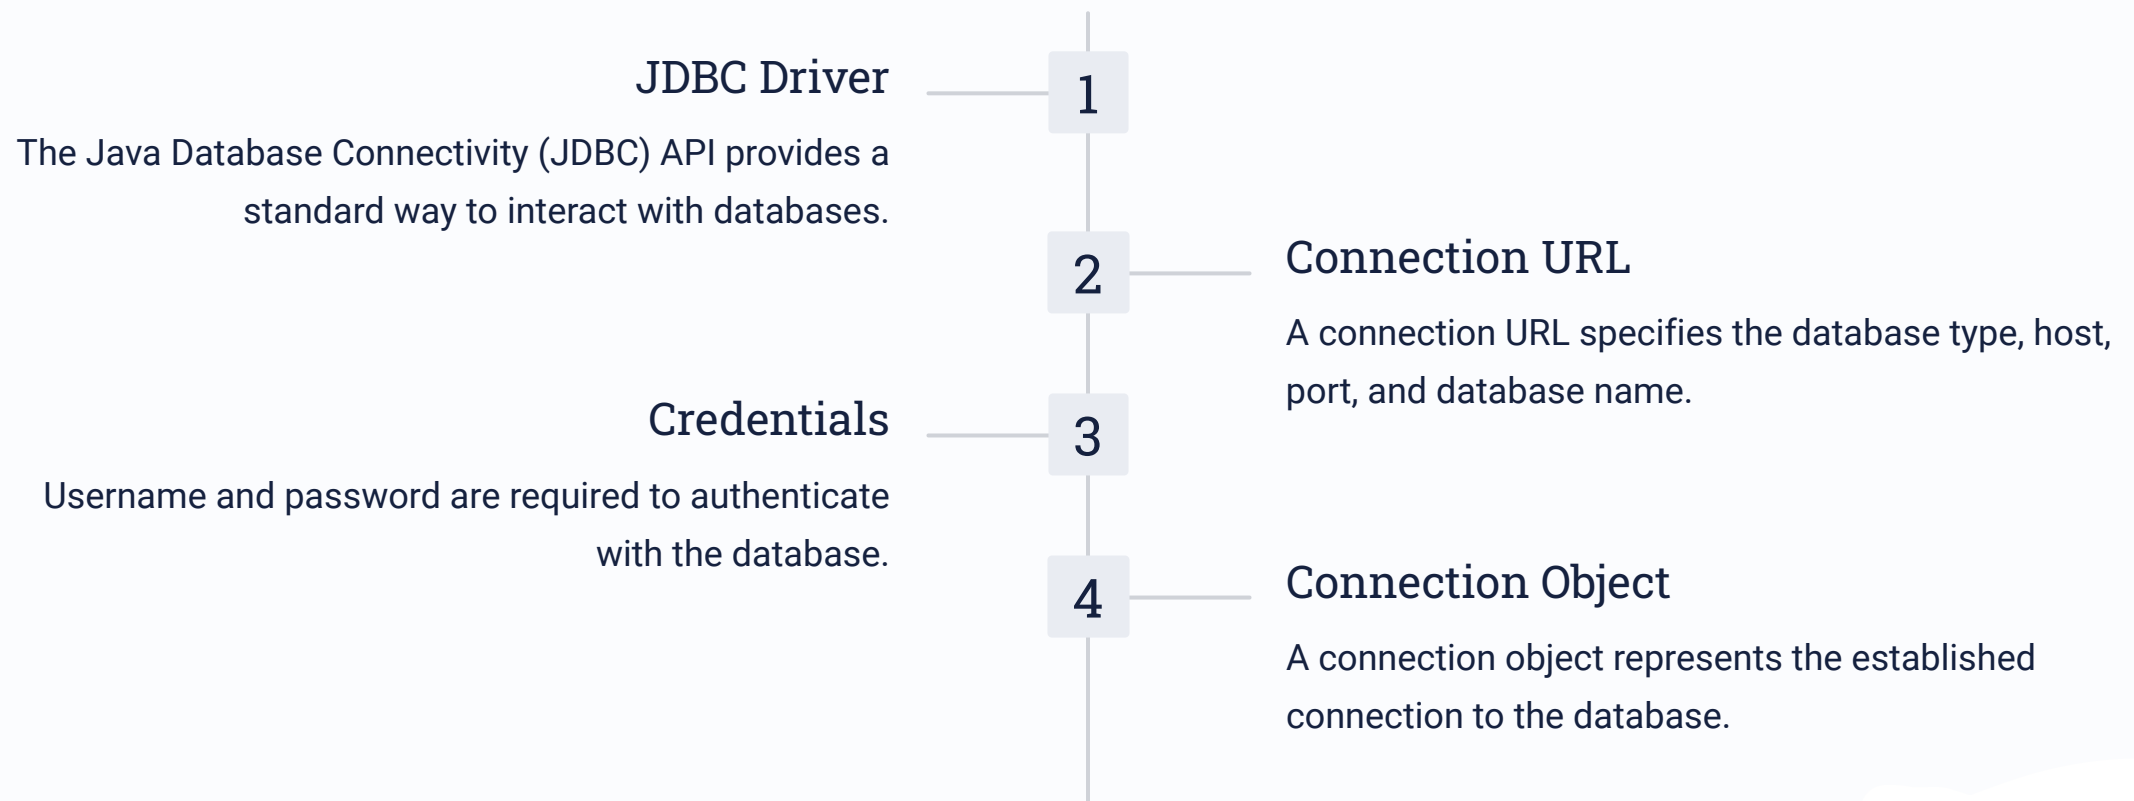 1
JDBC Driver
The Java Database Connectivity (JDBC) API provides a
standard way to interact with databases.
2
Connection URL
A connection URL specifies the database type, host,
port, and database name.
3
Credentials
Username and password are required to authenticate
with the database.
4
Connection Object
A connection object represents the established
connection to the database.